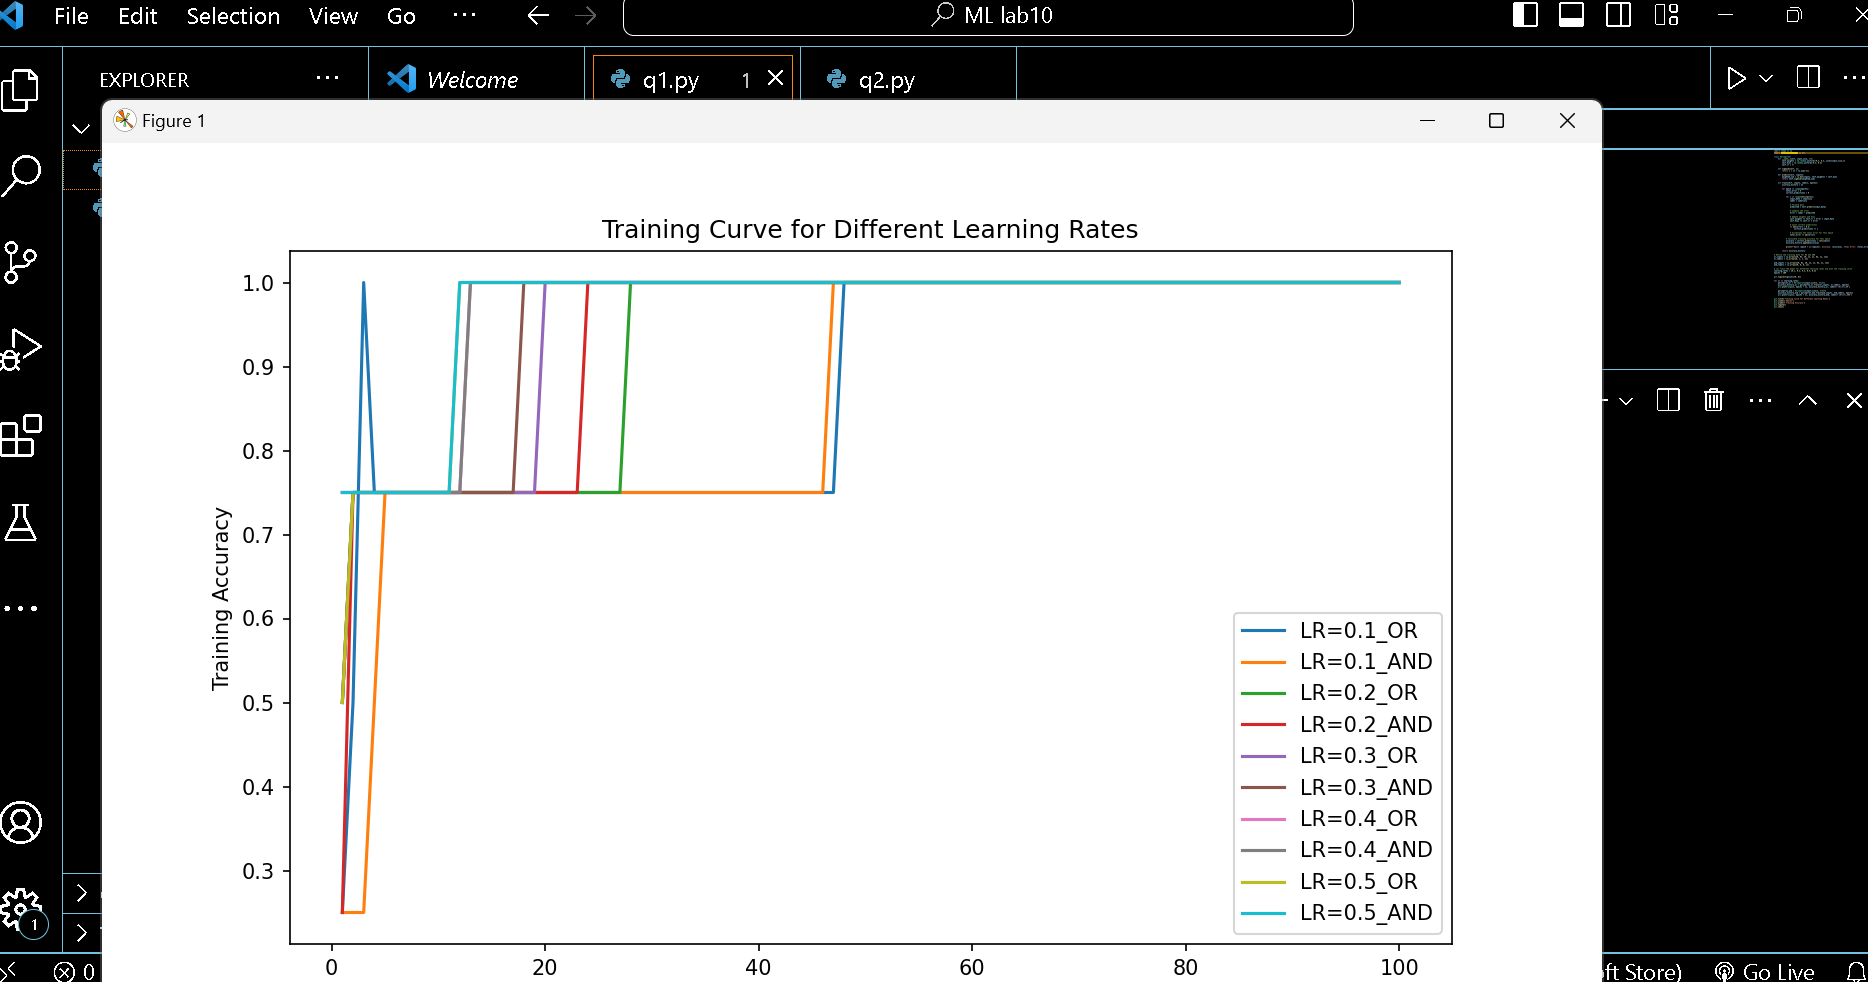 File Edit Selection View Go ··· ML lab10
EXPLORER ··· Welcome q1.py 1 q2.py
Figure 1
Training Curve for Different Learning Rates
1.0
0.9
0.8
0.7
0.6
0.5
0.4
0.3
Training Accuracy
LR=0.1_OR
LR=0.1_AND
LR=0.2_OR
LR=0.2_AND
LR=0.3_OR
LR=0.3_AND
LR=0.4_OR
LR=0.4_AND
LR=0.5_OR
LR=0.5_AND
0 20 40 60 80 100
1
0 ft Store) Go Live